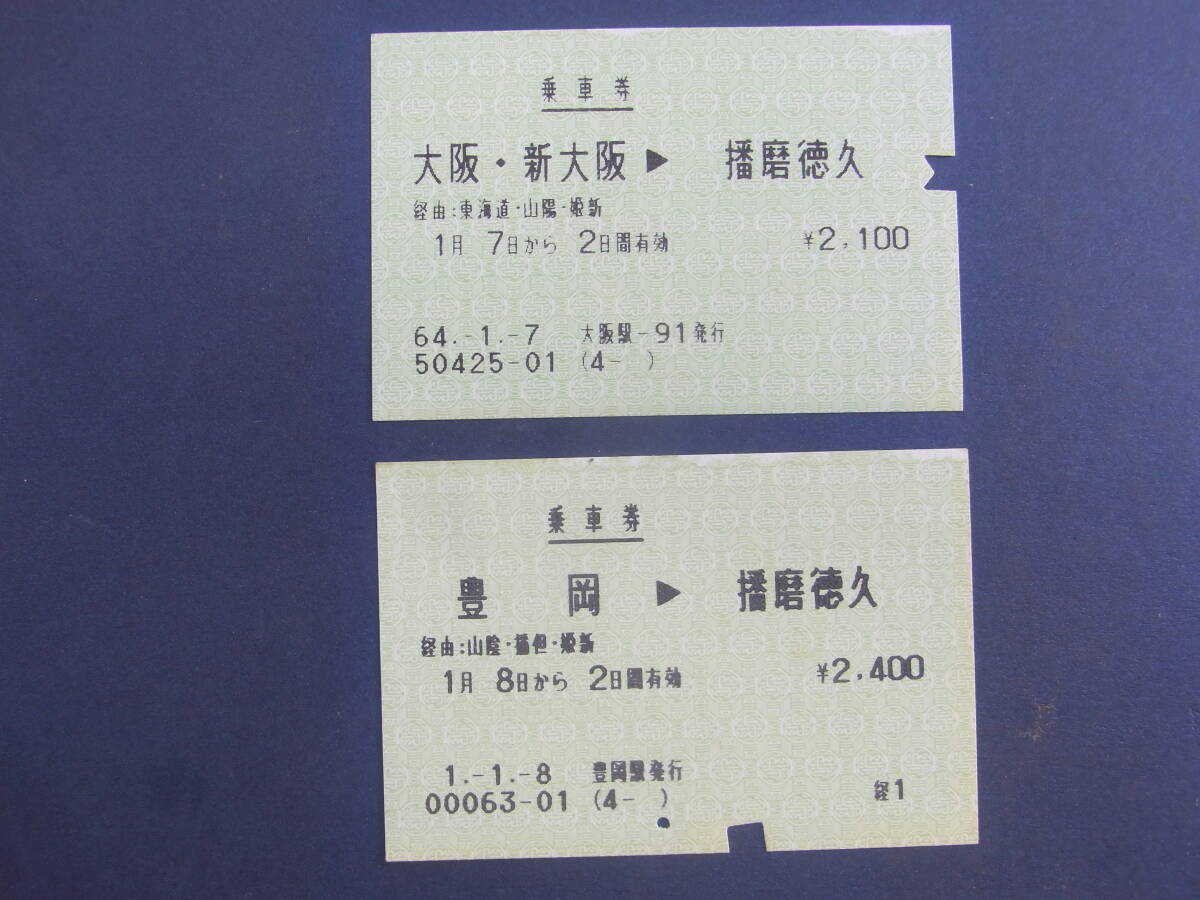 乗車券
大阪・新大阪▶ 播磨徳久
経由:東海道・山陽・姫新
1月 7日から 2日間有効 ¥2,100
64.-1.-7 大阪駅-91発行
50425-01 (4- )
乗車券
豊 岡 ▶ 播磨徳久
経由:山陰・播但・姫新
1月 8日から 2日間有効 ¥2,400
1.-1.-8 豊岡駅発行
00063-01 (4- ) 経1